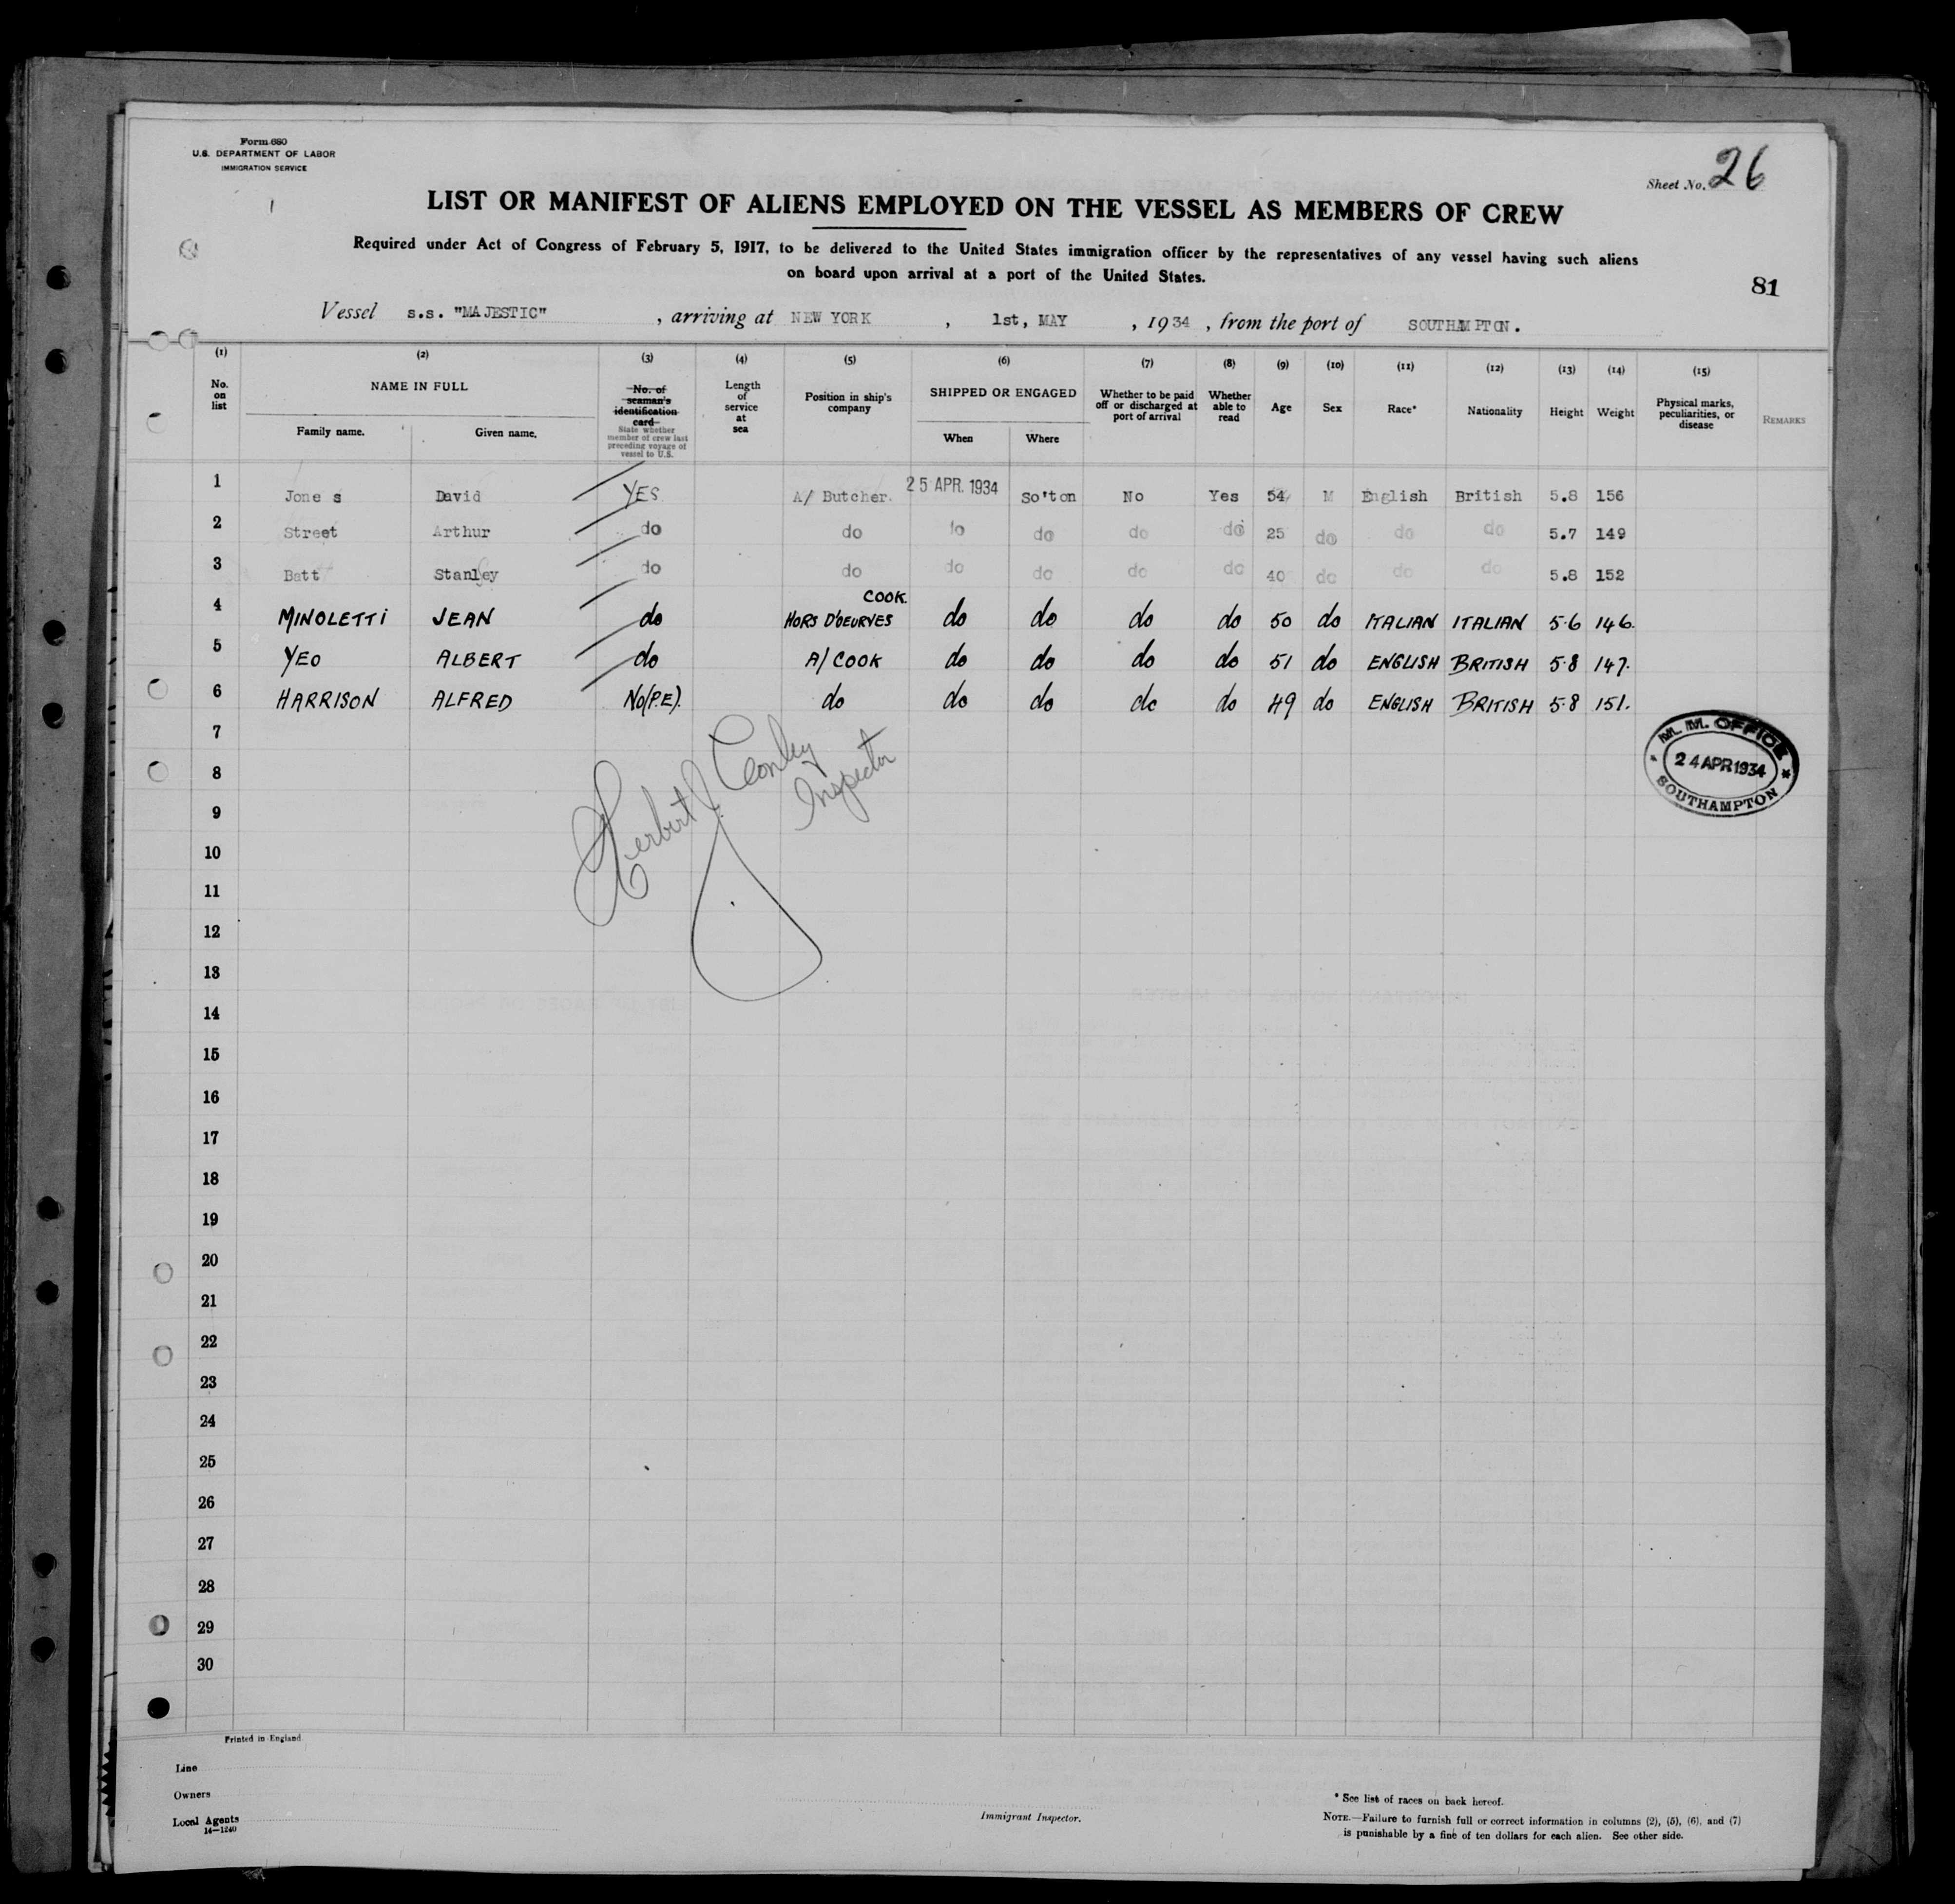 Form 680
U.S. DEPARTMENT OF LABOR
IMMIGRATION SERVICE
Sheet No. 26
LIST OR MANIFEST OF ALIENS EMPLOYED ON THE VESSEL AS MEMBERS OF CREW
Required under Act of Congress of February 5, 1917, to be delivered to the United States immigration officer by the representatives of any vessel having such aliens
on board upon arrival at a port of the United States.
81
Vessel s.s. "MAJESTIC", arriving at NEW YORK, 1st, MAY, 1934, from the port of SOUTHAMPTON.
(1) (2) (3) (4) (5) (6) (7) (8) (9) (10) (11) (12) (13) (14) (15)
No. on list NAME IN FULL Family name. Given name. No. of seaman's identification card State whether member of crew last preceding voyage of vessel to U.S. Length of service at sea Position in ship's company SHIPPED OR ENGAGED When Where Whether to be paid off or discharged at port of arrival Whether able to read Age Sex Race* Nationality Height Weight Physical marks, peculiarities, or disease REMARKS
1 Jones David YES A/ Butcher. 25 APR. 1934 So'ton No Yes 54 M English British 5.8 156
2 Street Arthur do do do do do do 25 do do do 5.7 149
3 Batt Stanley do do do do do do 40 do do do 5.8 152
4 MINOLETTI JEAN do COOK. HORS D'OEURVES do do do do 50 do ITALIAN ITALIAN 5.6 146.
5 YEO ALBERT do A/COOK do do do do 51 do ENGLISH BRITISH 5.8 147.
6 HARRISON ALFRED No(P.E). do do do do do 49 do ENGLISH BRITISH 5.8 151.
7
M.M. OFFICE
24 APR 1934
SOUTHAMPTON
Herbert J Conley
Inspector
8
9
10
11
12
13
14
15
16
17
18
19
20
21
22
23
24
25
26
27
28
29
30
Printed in England
Line
Owners
Local Agents
14—1240
Immigrant Inspector.
* See list of races on back hereof.
NOTE.—Failure to furnish full or correct information in columns (2), (5), (6), and (7)
is punishable by a fine of ten dollars for each alien. See other side.